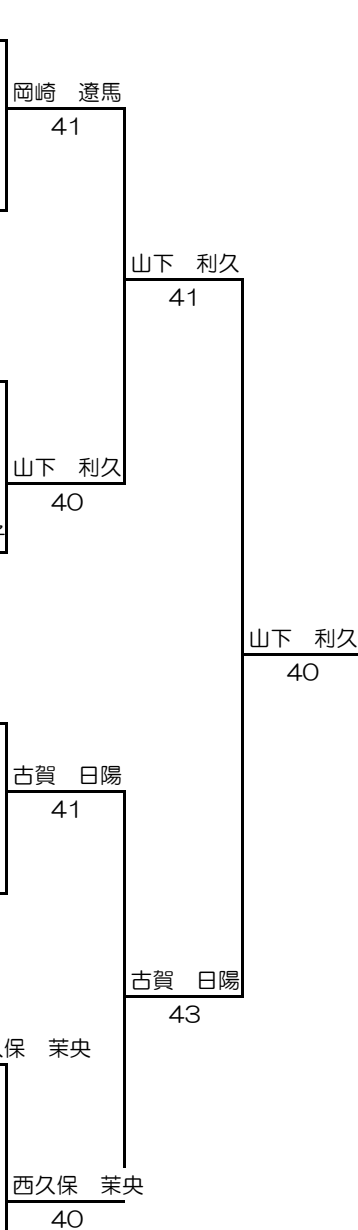 岡崎　遼馬
41
山下　利久
41
山下　利久
40
山下　利久
40
古賀　日陽
41
古賀　日陽
43
保　茉央
西久保　茉央
40